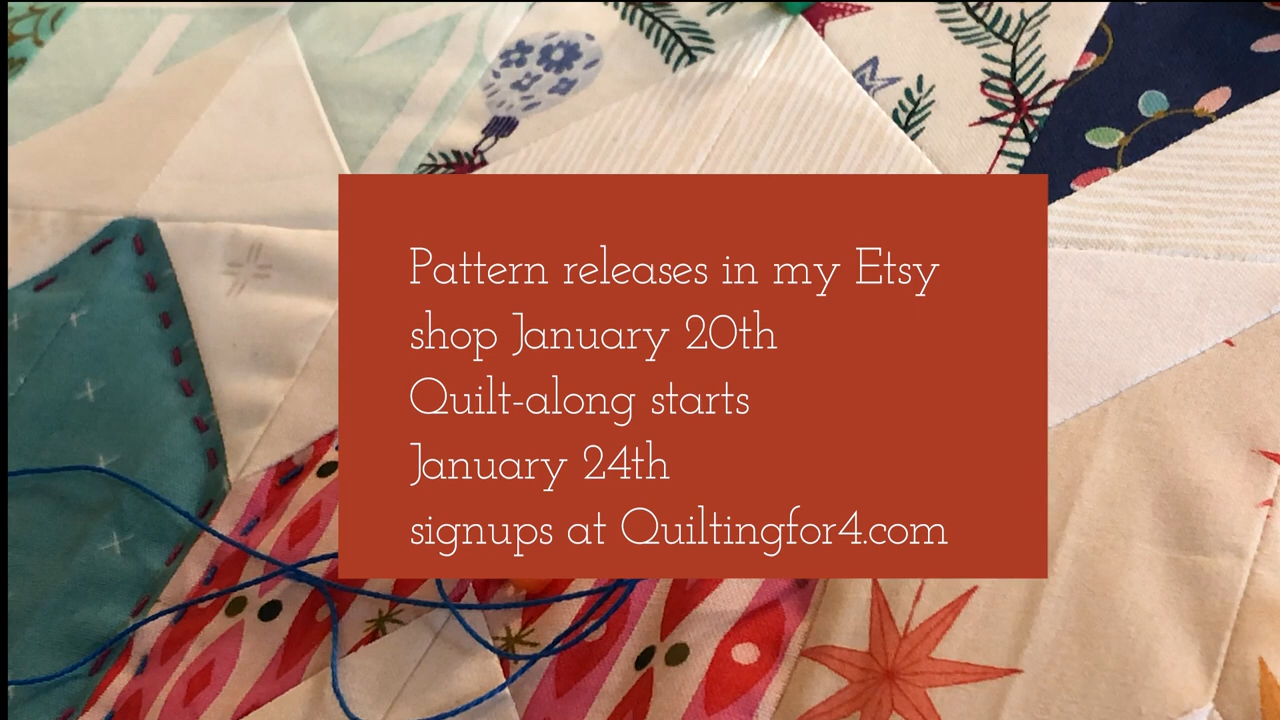 Pattern releases in my Etsy
shop January 20th
Quilt-along starts
January 24th
signups at Quiltingfor4.com